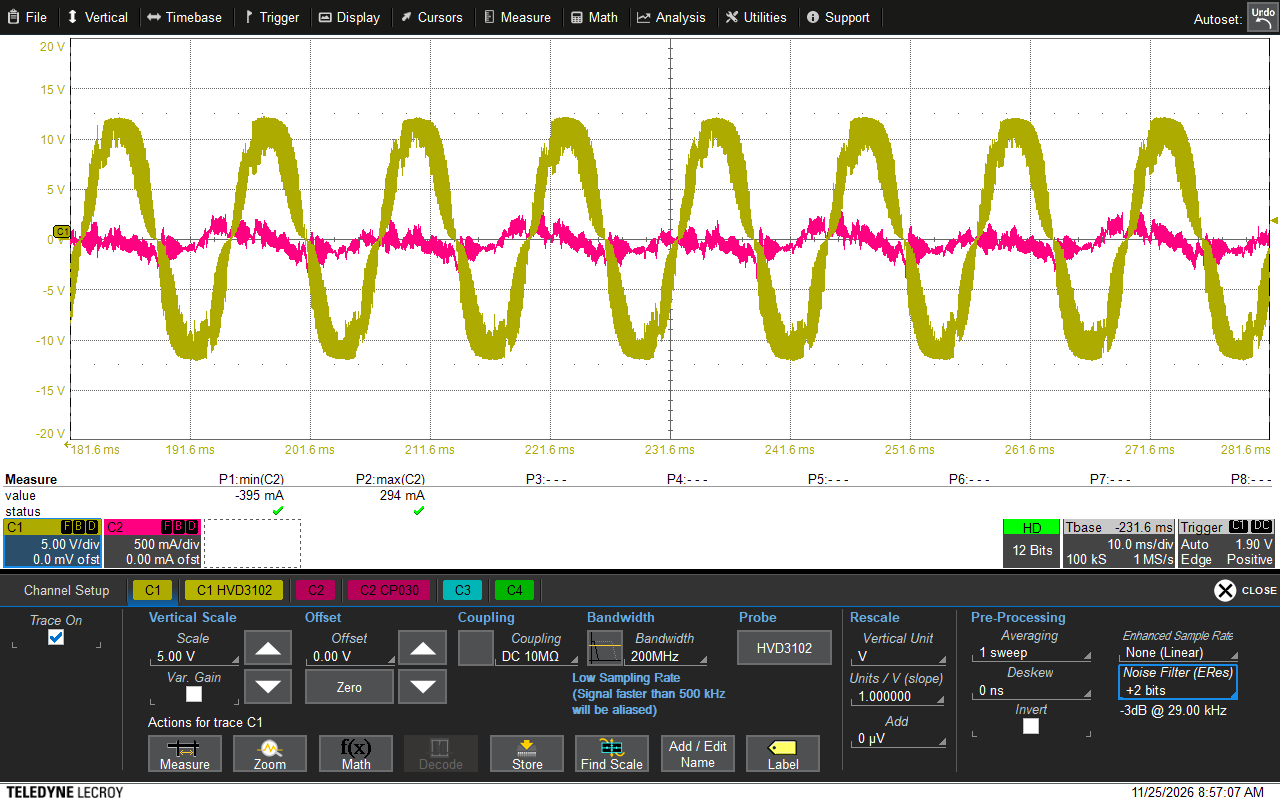 File Vertical Timebase Trigger Display Cursors Measure Math Analysis Utilities Support Autoset: Undo
20 V
15 V
10 V
5 V
C1 0 V
-5 V
-10 V
-15 V
-20 V
181.6 ms 191.6 ms 201.6 ms 211.6 ms 221.6 ms 231.6 ms 241.6 ms 251.6 ms 261.6 ms 271.6 ms 281.6 ms
Measure P1:min(C2) P2:max(C2) P3:- - - P4:- - - P5:- - - P6:- - - P7:- - - P8:- - -
value -395 mA 294 mA
status
C1 F B D C2 F B D HD Tbase -231.6 ms Trigger C1 DC
5.00 V/div 500 mA/div 12 Bits 10.0 ms/div Auto 1.90 V
0.0 mV ofst 0.00 mA ofst 100 kS 1 MS/s Edge Positive
Channel Setup C1 C1 HVD3102 C2 C2 CP030 C3 C4 CLOSE
Trace On Vertical Scale Offset Coupling Bandwidth Probe Rescale Pre-Processing
Scale Offset Coupling Bandwidth Vertical Unit Averaging Enhanced Sample Rate
5.00 V 0.00 V DC 10MΩ 200MHz HVD3102 V 1 sweep None (Linear)
Var. Gain Zero Low Sampling Rate Units / V (slope) Deskew Noise Filter (ERes)
(Signal faster than 500 kHz 1.000000 0 ns +2 bits
will be aliased) Invert -3dB @ 29.00 kHz
Actions for trace C1 Add
0 µV
Measure Zoom f(x) Math Decode Store Find Scale Add / Edit Name Label
TELEDYNE LECROY 11/25/2026 8:57:07 AM